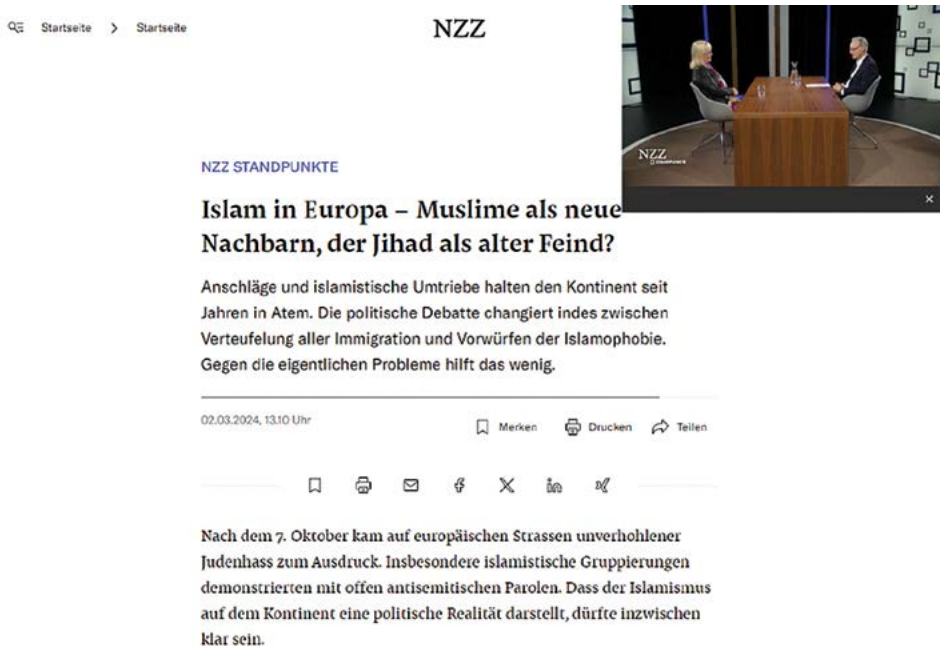 Startseite > Startseite
NZZ
NZZ
STANDPUNKTE
NZZ STANDPUNKTE
Islam in Europa – Muslime als neue
Nachbarn, der Jihad als alter Feind?
Anschläge und islamistische Umtriebe halten den Kontinent seit
Jahren in Atem. Die politische Debatte changiert indes zwischen
Verteufelung aller Immigration und Vorwürfen der Islamophobie.
Gegen die eigentlichen Probleme hilft das wenig.
02.03.2024, 13.10 Uhr
Merken Drucken Teilen
Nach dem 7. Oktober kam auf europäischen Strassen unverhohlener
Judenhass zum Ausdruck. Insbesondere islamistische Gruppierungen
demonstrierten mit offen antisemitischen Parolen. Dass der Islamismus
auf dem Kontinent eine politische Realität darstellt, dürfte inzwischen
klar sein.